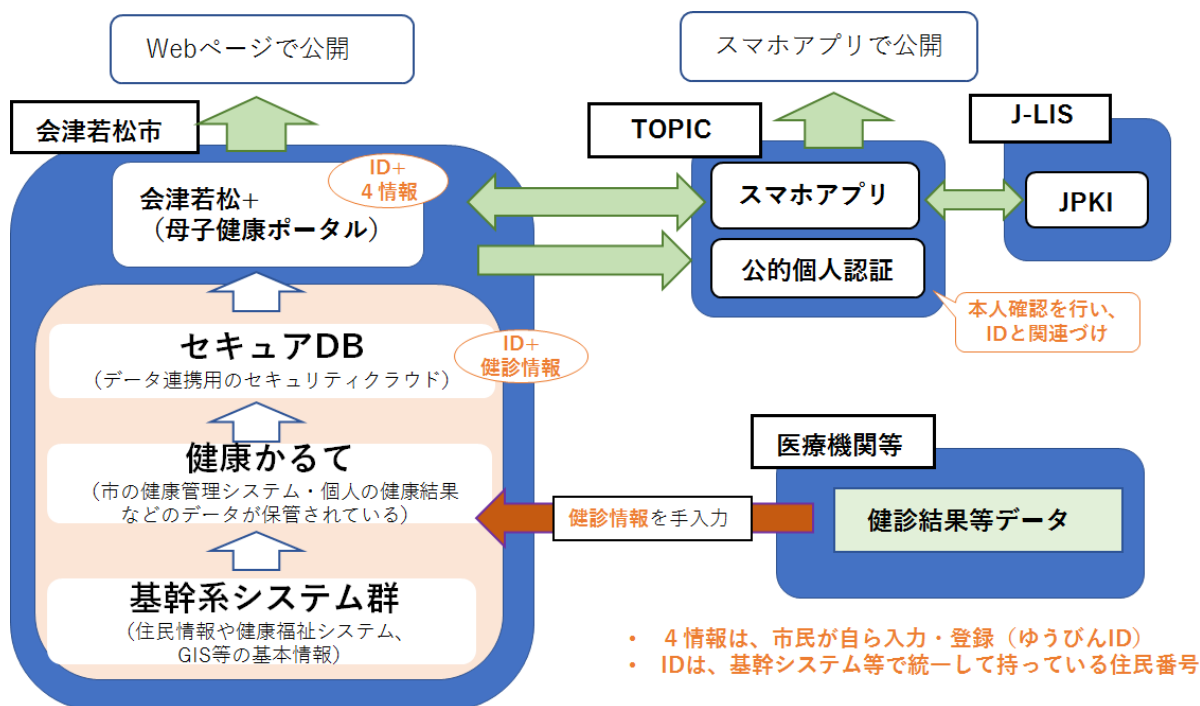 Webページで公開
スマホアプリで公開
会津若松市
TOPIC
J-LIS
ID+
4情報
会津若松+
（母子健康ポータル）
スマホアプリ
JPKI
公的個人認証
本人確認を行い、
IDと関連づけ
セキュアDB
（データ連携用のセキュリティクラウド）
ID+
健診情報
健康かるて
（市の健康管理システム・個人の健康結果
などのデータが保管されている）
医療機関等
健診情報を手入力
健診結果等データ
基幹系システム群
（住民情報や健康福祉システム、
GIS等の基本情報）
• 4情報は、市民が自ら入力・登録（ゆうびんID）
• IDは、基幹システム等で統一して持っている住民番号